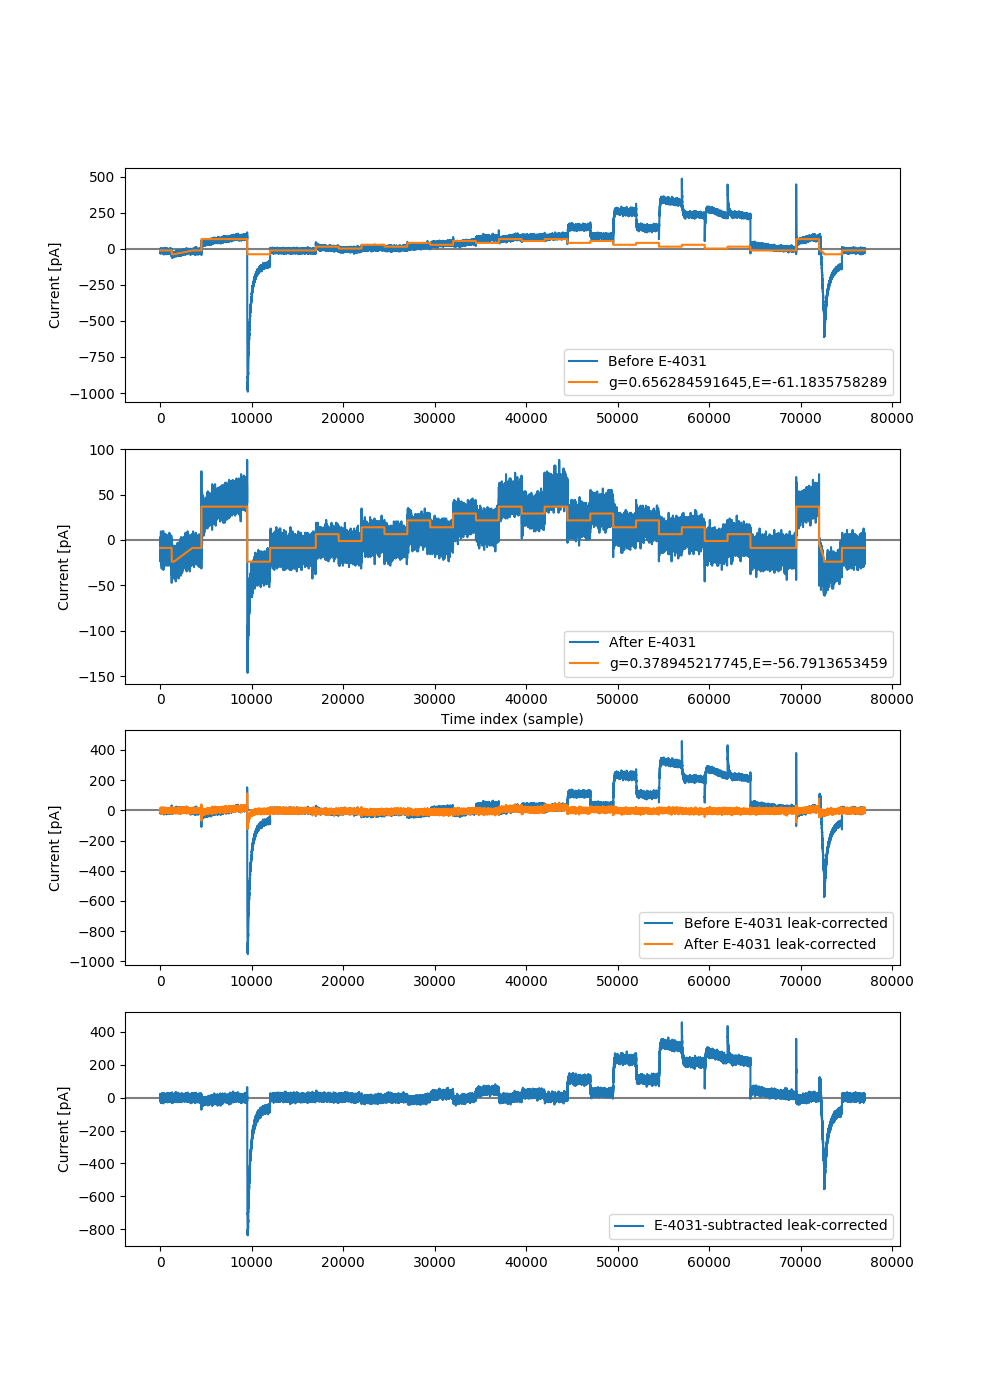 500
250
0
−250
−500
−750
−1000
Current [pA]
Before E-4031
g=0.656284591645,E=-61.1835758289
0 10000 20000 30000 40000 50000 60000 70000 80000
100
50
0
−50
−100
−150
Current [pA]
After E-4031
g=0.378945217745,E=-56.7913653459
0 10000 20000 30000 40000 50000 60000 70000 80000
Time index (sample)
400
200
0
−200
−400
−600
−800
−1000
Current [pA]
Before E-4031 leak-corrected
After E-4031 leak-corrected
0 10000 20000 30000 40000 50000 60000 70000 80000
400
200
0
−200
−400
−600
−800
Current [pA]
E-4031-subtracted leak-corrected
0 10000 20000 30000 40000 50000 60000 70000 80000